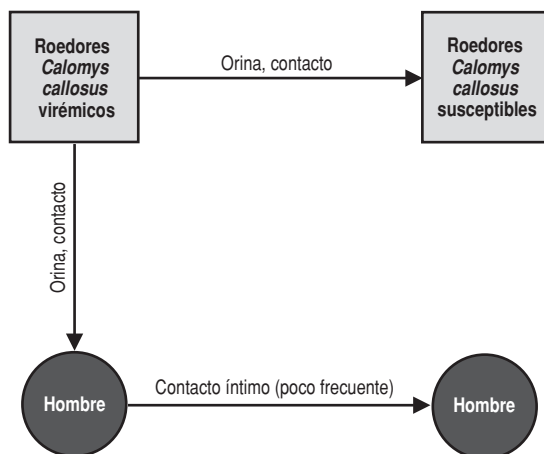 Roedores
Calomys
callosus
virémicos
Orina, contacto
Roedores
Calomys
callosus
susceptibles
Orina, contacto
Hombre
Contacto íntimo (poco frecuente)
Hombre